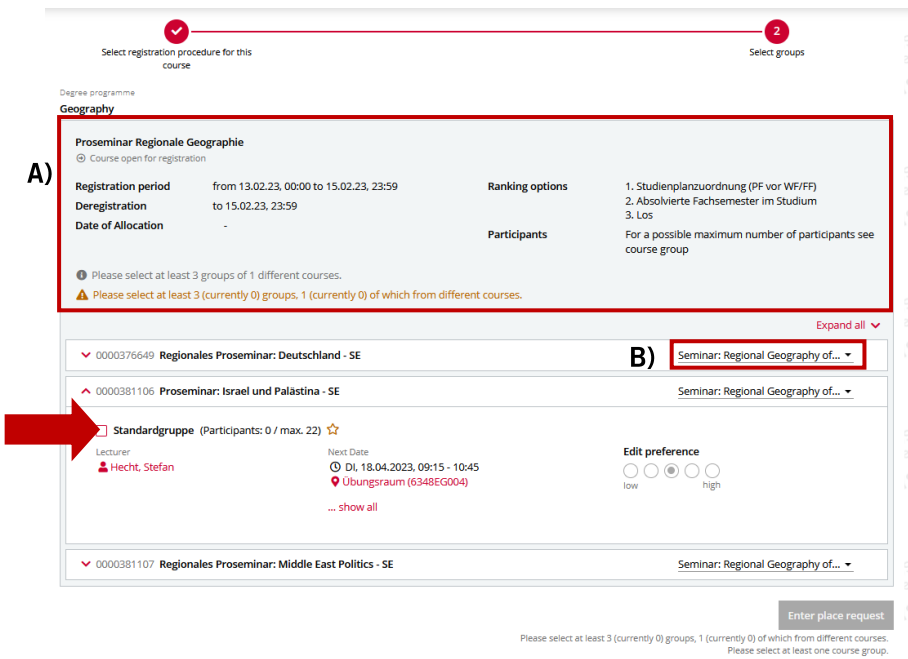 2
Select registration procedure for this
course
Select groups
Degree programme
Geography
A)
Proseminar Regionale Geographie
Course open for registration
Registration period from 13.02.23, 00:00 to 15.02.23, 23:59
Deregistration to 15.02.23, 23:59
Date of Allocation -
Ranking options 1. Studienplanzuordnung (PF vor WF/FF)
2. Absolvierte Fachsemester im Studium
3. Los
Participants For a possible maximum number of participants see
course group
Please select at least 3 groups of 1 different courses.
Please select at least 3 (currently 0) groups, 1 (currently 0) of which from different courses.
Expand all
0000376649 Regionales Proseminar: Deutschland - SE
B)
Seminar: Regional Geography of...
0000381106 Proseminar: Israel und Palästina - SE
Seminar: Regional Geography of...
Standardgruppe (Participants: 0 / max. 22)
Lecturer
Hecht, Stefan
Next Date
DI, 18.04.2023, 09:15 - 10:45
Übungsraum (6348EG004)
... show all
Edit preference
low high
0000381107 Regionales Proseminar: Middle East Politics - SE
Seminar: Regional Geography of...
Enter place request
Please select at least 3 (currently 0) groups, 1 (currently 0) of which from different courses.
Please select at least one course group.